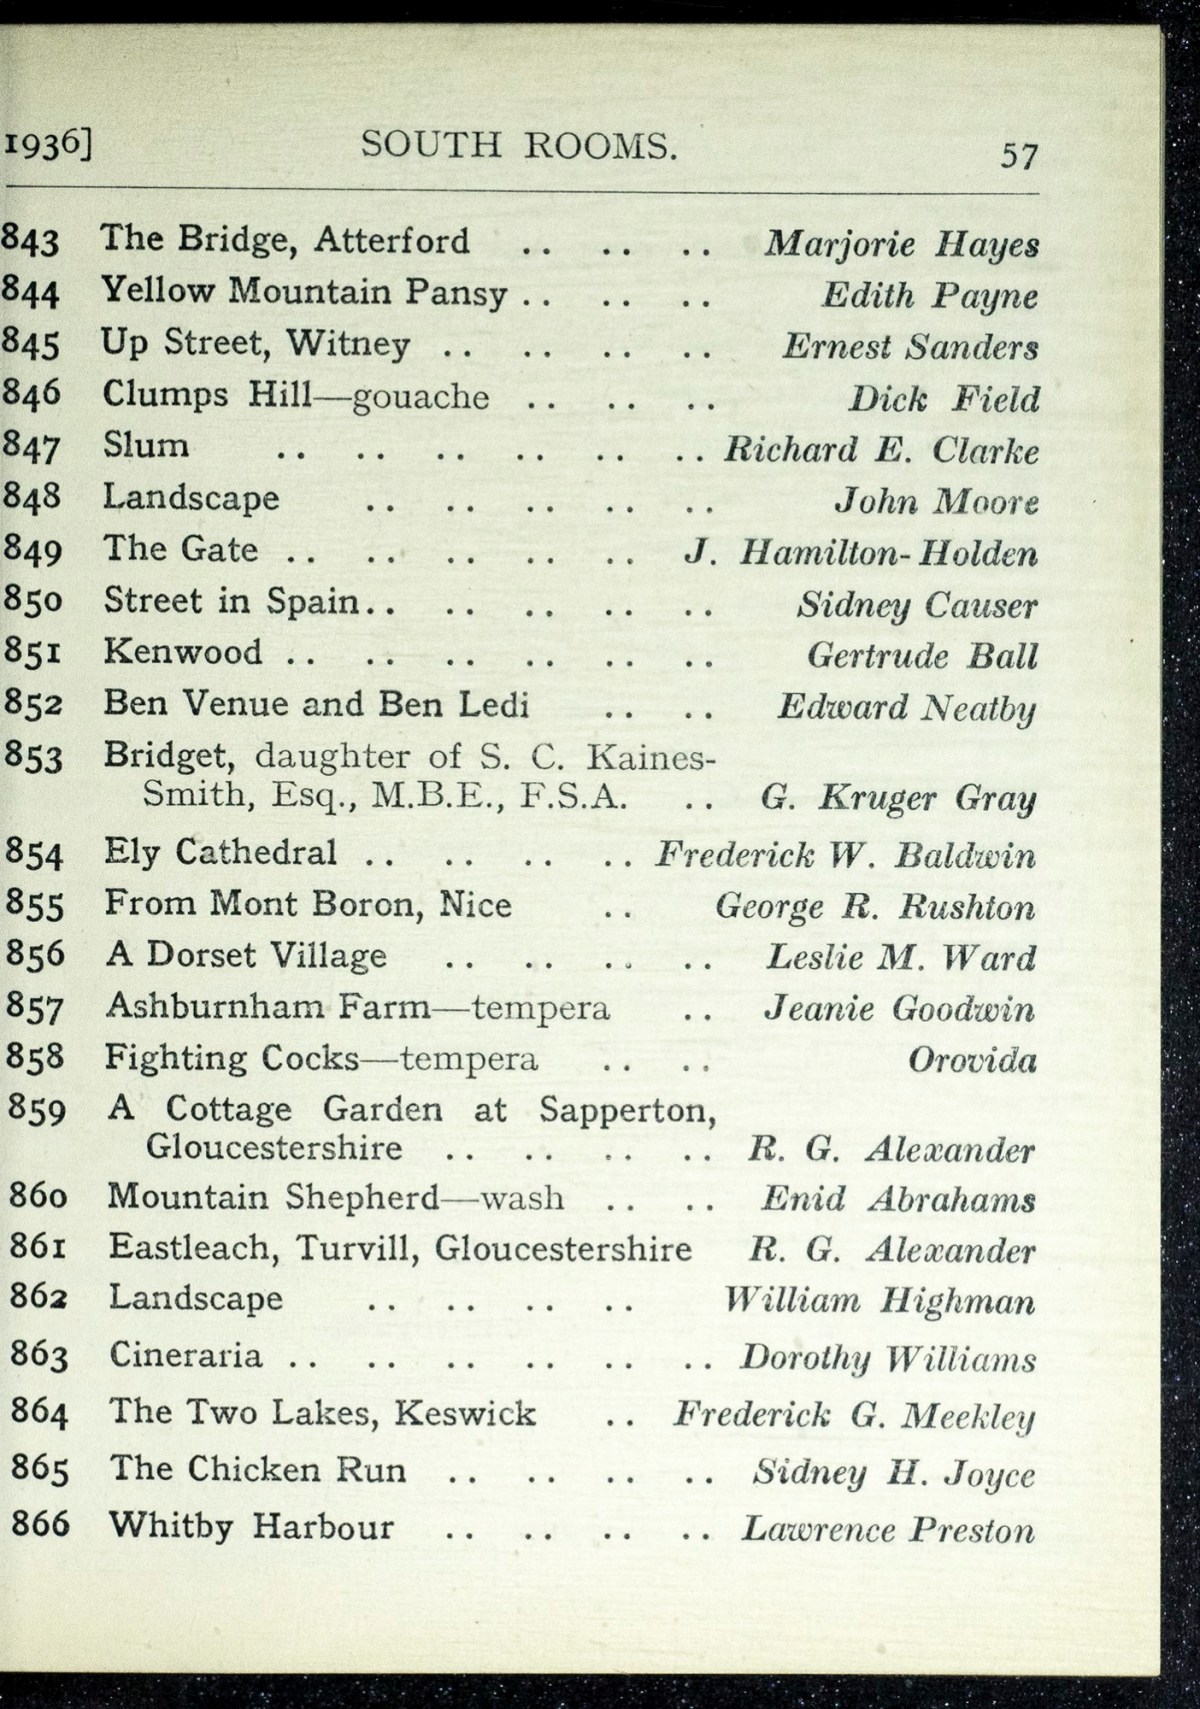 1936] SOUTH ROOMS. 57
843 The Bridge, Atterford .. .. .. Marjorie Hayes
844 Yellow Mountain Pansy .. .. .. Edith Payne
845 Up Street, Witney .. .. .. .. Ernest Sanders
846 Clumps Hill—gouache .. .. .. Dick Field
847 Slum .. .. .. .. .. .. Richard E. Clarke
848 Landscape .. .. .. .. .. John Moore
849 The Gate .. .. .. .. .. J. Hamilton-Holden
850 Street in Spain .. .. .. .. .. Sidney Causer
851 Kenwood .. .. .. .. .. .. Gertrude Ball
852 Ben Venue and Ben Ledi .. .. Edward Neatby
853 Bridget, daughter of S. C. Kaines-
Smith, Esq., M.B.E., F.S.A. .. G. Kruger Gray
854 Ely Cathedral .. .. .. .. Frederick W. Baldwin
855 From Mont Boron, Nice .. George R. Rushton
856 A Dorset Village .. .. .. .. Leslie M. Ward
857 Ashburnham Farm—tempera .. Jeanie Goodwin
858 Fighting Cocks—tempera .. .. Orovida
859 A Cottage Garden at Sapperton,
Gloucestershire .. .. .. .. R. G. Alexander
860 Mountain Shepherd—wash .. .. Enid Abrahams
861 Eastleach, Turvill, Gloucestershire R. G. Alexander
862 Landscape .. .. .. .. William Highman
863 Cineraria .. .. .. .. .. .. Dorothy Williams
864 The Two Lakes, Keswick .. Frederick G. Meekley
865 The Chicken Run .. .. .. .. Sidney H. Joyce
866 Whitby Harbour .. .. .. .. Lawrence Preston